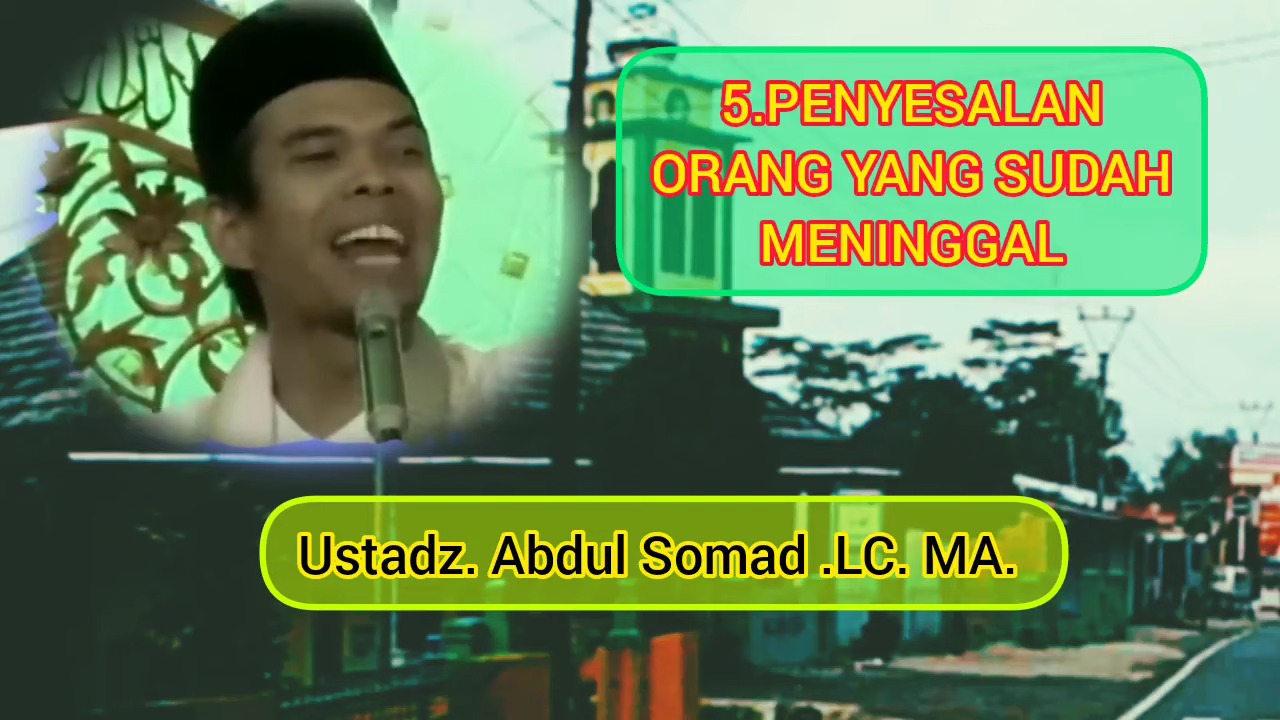 5.PENYESALAN
ORANG YANG SUDAH
MENINGGAL
Ustadz. Abdul Somad .LC. MA.